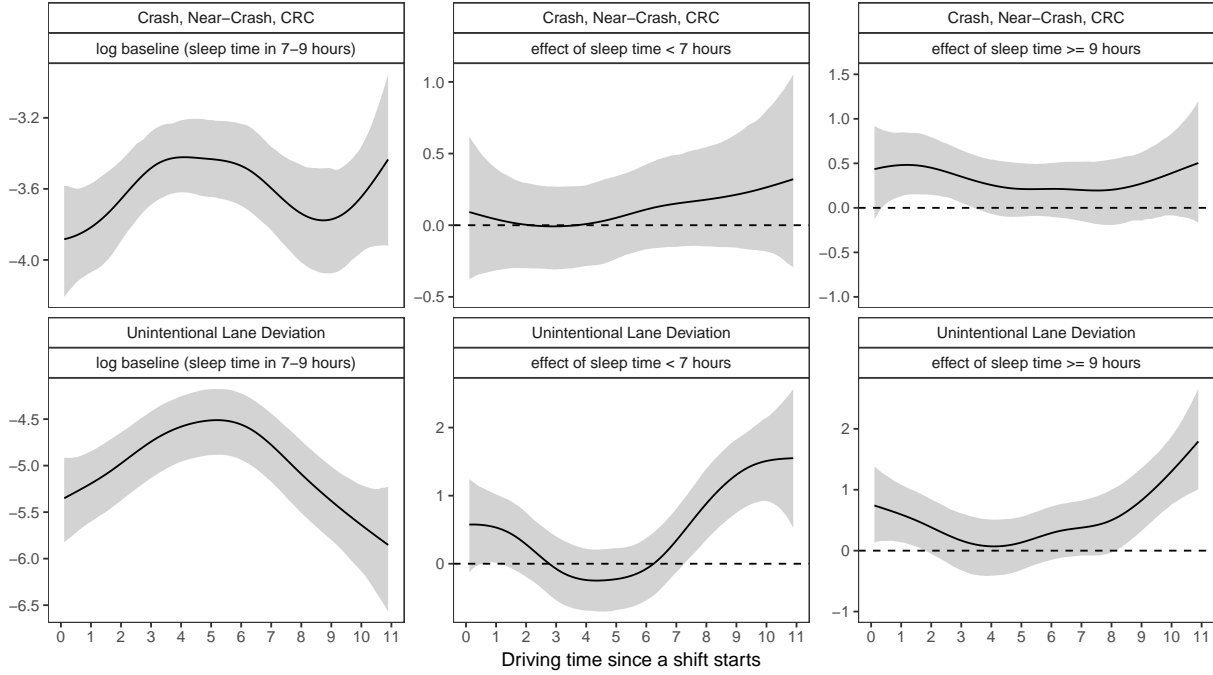 Crash, Near−Crash, CRC
log baseline (sleep time in 7−9 hours)
−3.2
−3.6
−4.0
Crash, Near−Crash, CRC
effect of sleep time < 7 hours
1.0
0.5
0.0
−0.5
Crash, Near−Crash, CRC
effect of sleep time >= 9 hours
1.5
1.0
0.5
0.0
−0.5
−1.0
Unintentional Lane Deviation
log baseline (sleep time in 7−9 hours)
−4.5
−5.0
−5.5
−6.0
−6.5
0 1 2 3 4 5 6 7 8 9 10 11
Unintentional Lane Deviation
effect of sleep time < 7 hours
2
1
0
0 1 2 3 4 5 6 7 8 9 10 11
Unintentional Lane Deviation
effect of sleep time >= 9 hours
2
1
0
−1
0 1 2 3 4 5 6 7 8 9 10 11
Driving time since a shift starts